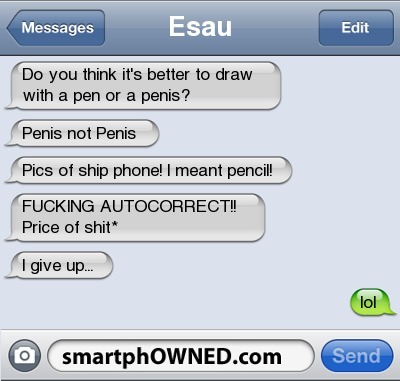 Messages
Esau
Edit
Do you think it's better to draw
with a pen or a penis?
Penis not Penis
Pics of ship phone! I meant pencil!
FUCKING AUTOCORRECT!!
Price of shit*
I give up...
lol
smartphOWNED.com
Send